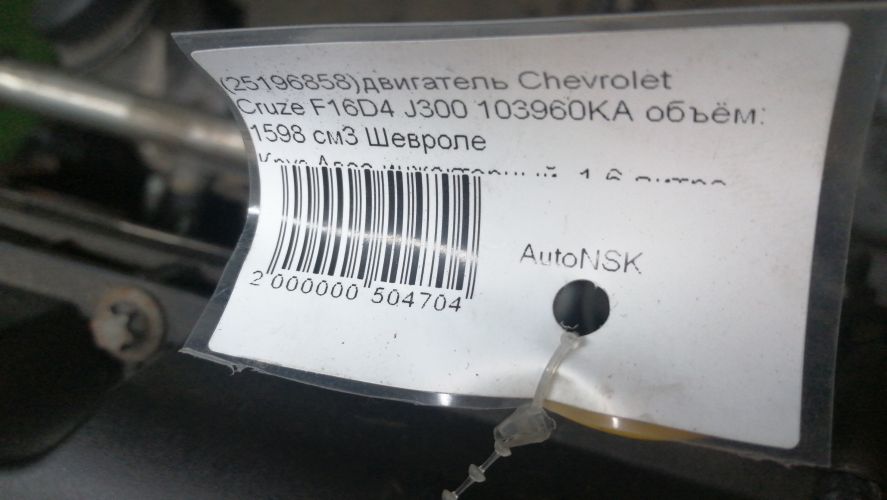 (25196858)двигатель Chevrolet
Cruze F16D4 J300 103960KA объём:
1598 см3 Шевроле
AutoNSK
2 000000 504704